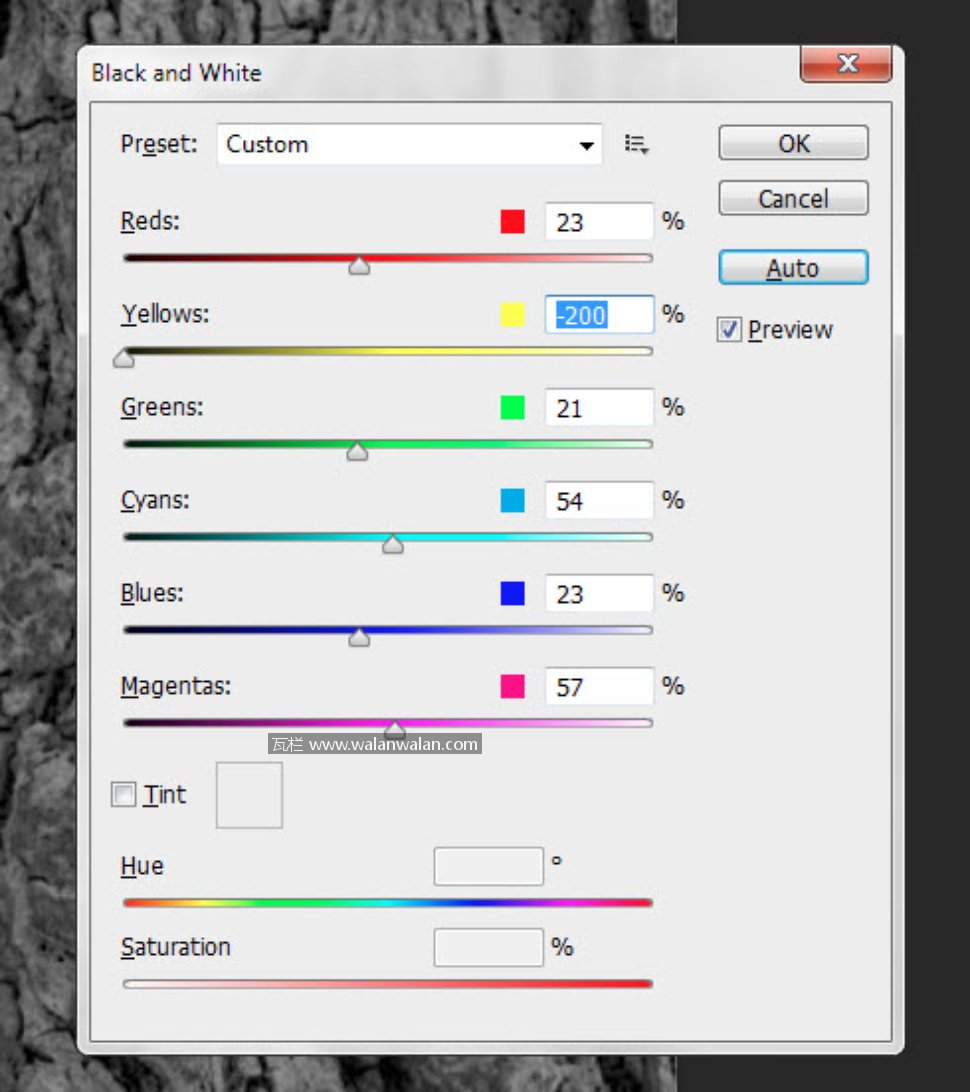 Black and White
Preset: Custom
OK
Cancel
Auto
Preview
Reds: 23 %
Yellows: -200 %
Greens: 21 %
Cyans: 54 %
Blues: 23 %
Magentas: 57 %
瓦栏 www.walanwalan.com
Tint
Hue °
Saturation %